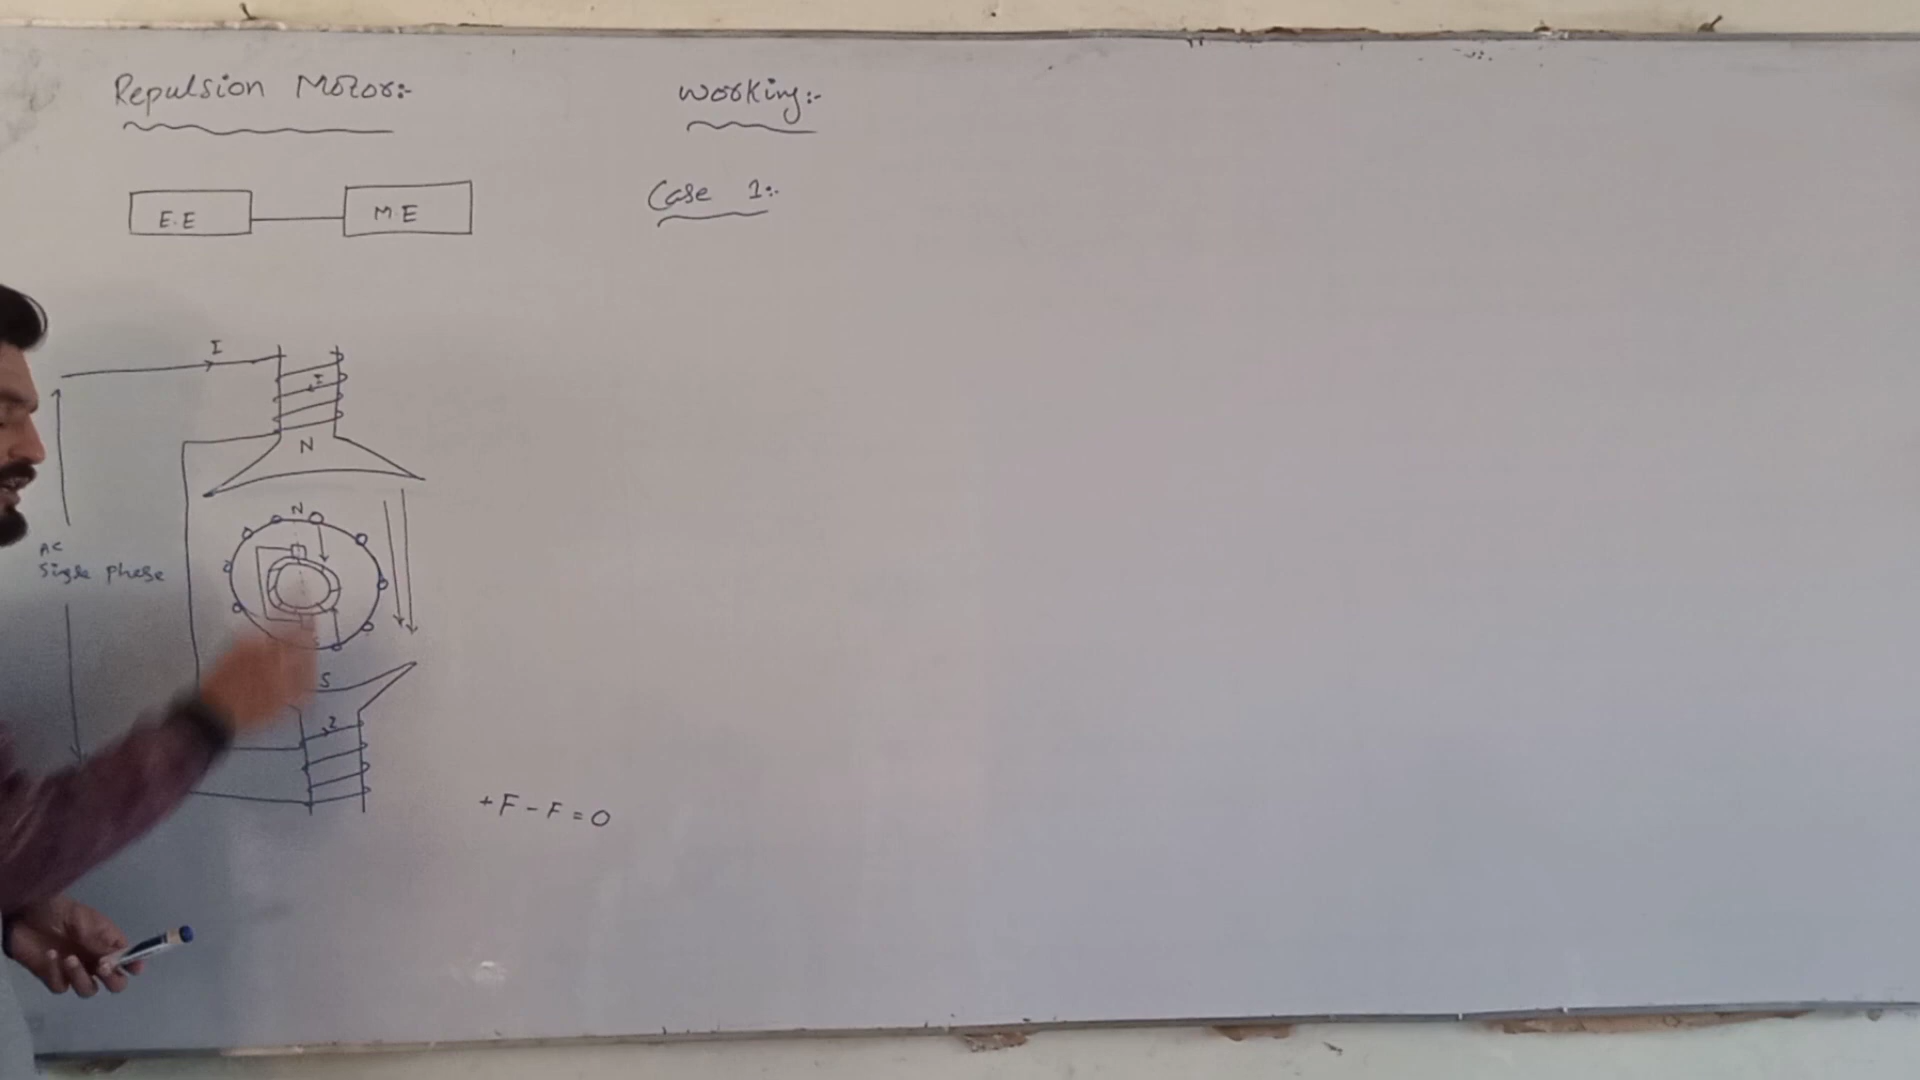 Repulsion Motor:-
Working:-
E.E
M.E
Case 1:-
I
I
N
N
AC
Single Phase
S
+F-F=0